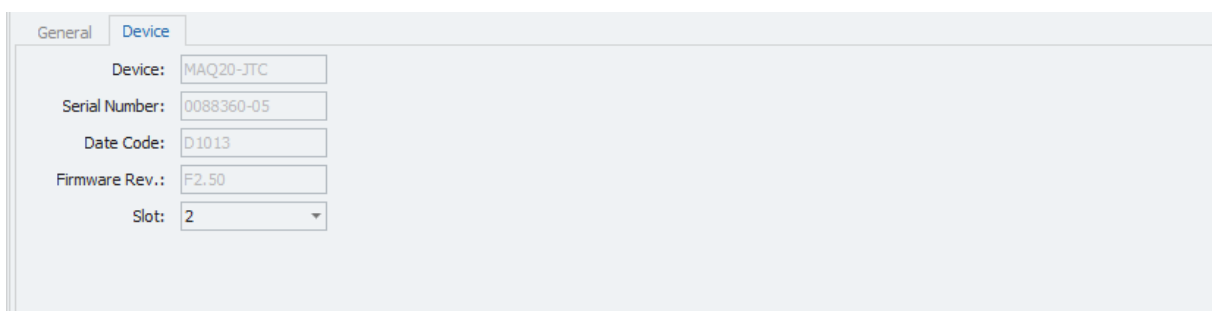 General Device
Device: MAQ20-JTC
Serial Number: 0088360-05
Date Code: D1013
Firmware Rev.: F2.50
Slot: 2